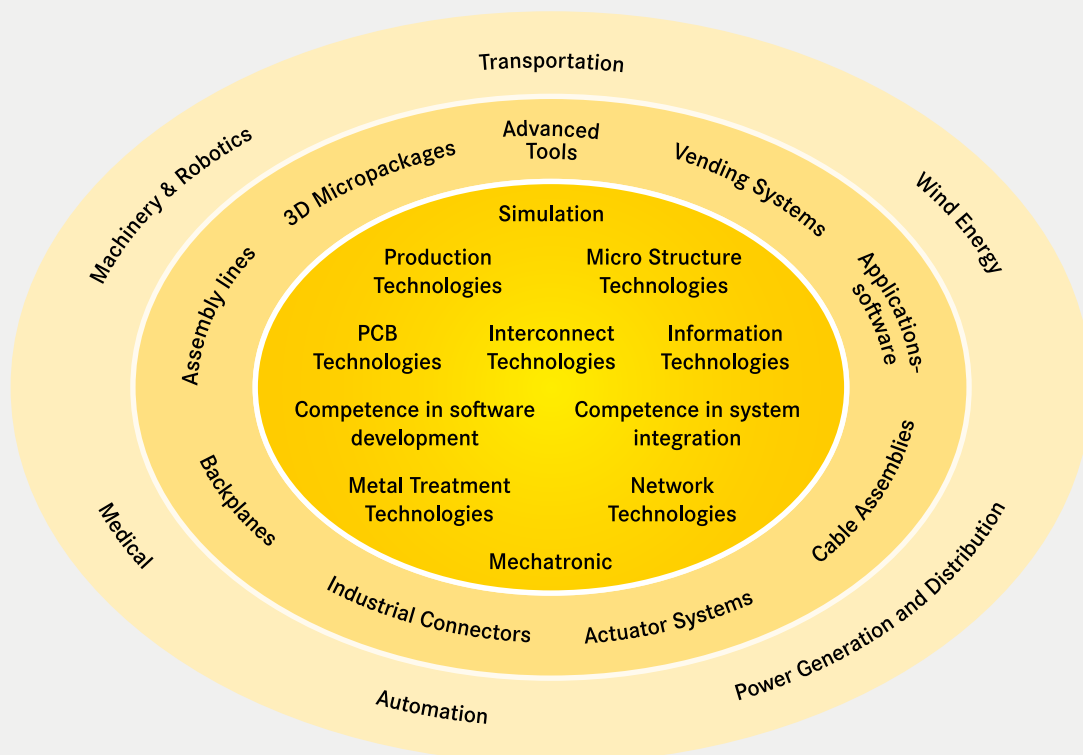 Transportation
Machinery & Robotics
Wind Energy
Medical
Power Generation and Distribution
Automation
Advanced
Tools
3D Micropackages
Vending Systems
Assembly lines
Applications-
software
Backplanes
Cable Assemblies
Industrial Connectors
Actuator Systems
Simulation
Production
Technologies
Micro Structure
Technologies
PCB
Technologies
Interconnect
Technologies
Information
Technologies
Competence in software
development
Competence in system
integration
Metal Treatment
Technologies
Network
Technologies
Mechatronic